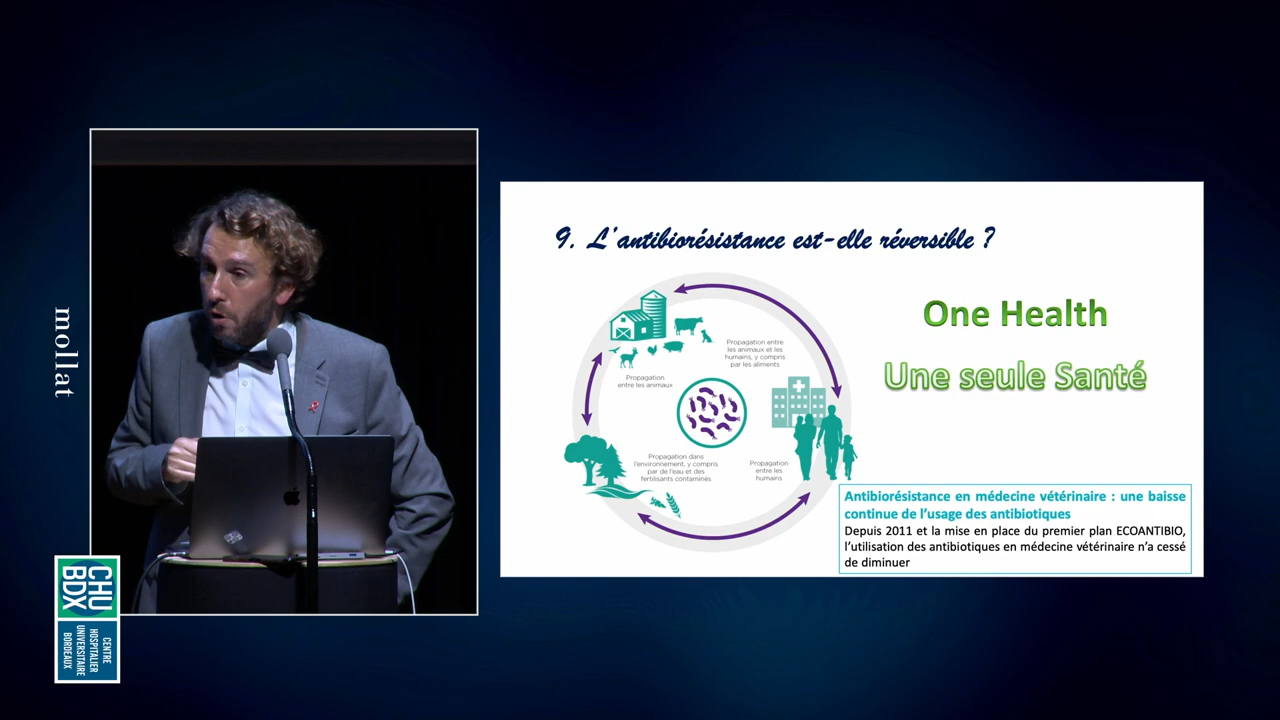 mollat
CHU
BDX
CENTRE
HOSPITALIER
UNIVERSITAIRE
BORDEAUX
9. L'antibiorésistance est-elle réversible ?
One Health
Une seule Santé
Propagation entre
les animaux et les
humains, y compris
par les aliments
Propagation
entre les animaux
Propagation dans
l'environnement, y compris
par de l'eau et des
fertilisants contaminés
Propagation
entre les
humains
Antibiorésistance en médecine vétérinaire : une baisse
continue de l'usage des antibiotiques
Depuis 2011 et la mise en place du premier plan ECOANTIBIO,
l'utilisation des antibiotiques en médecine vétérinaire n'a cessé
de diminuer